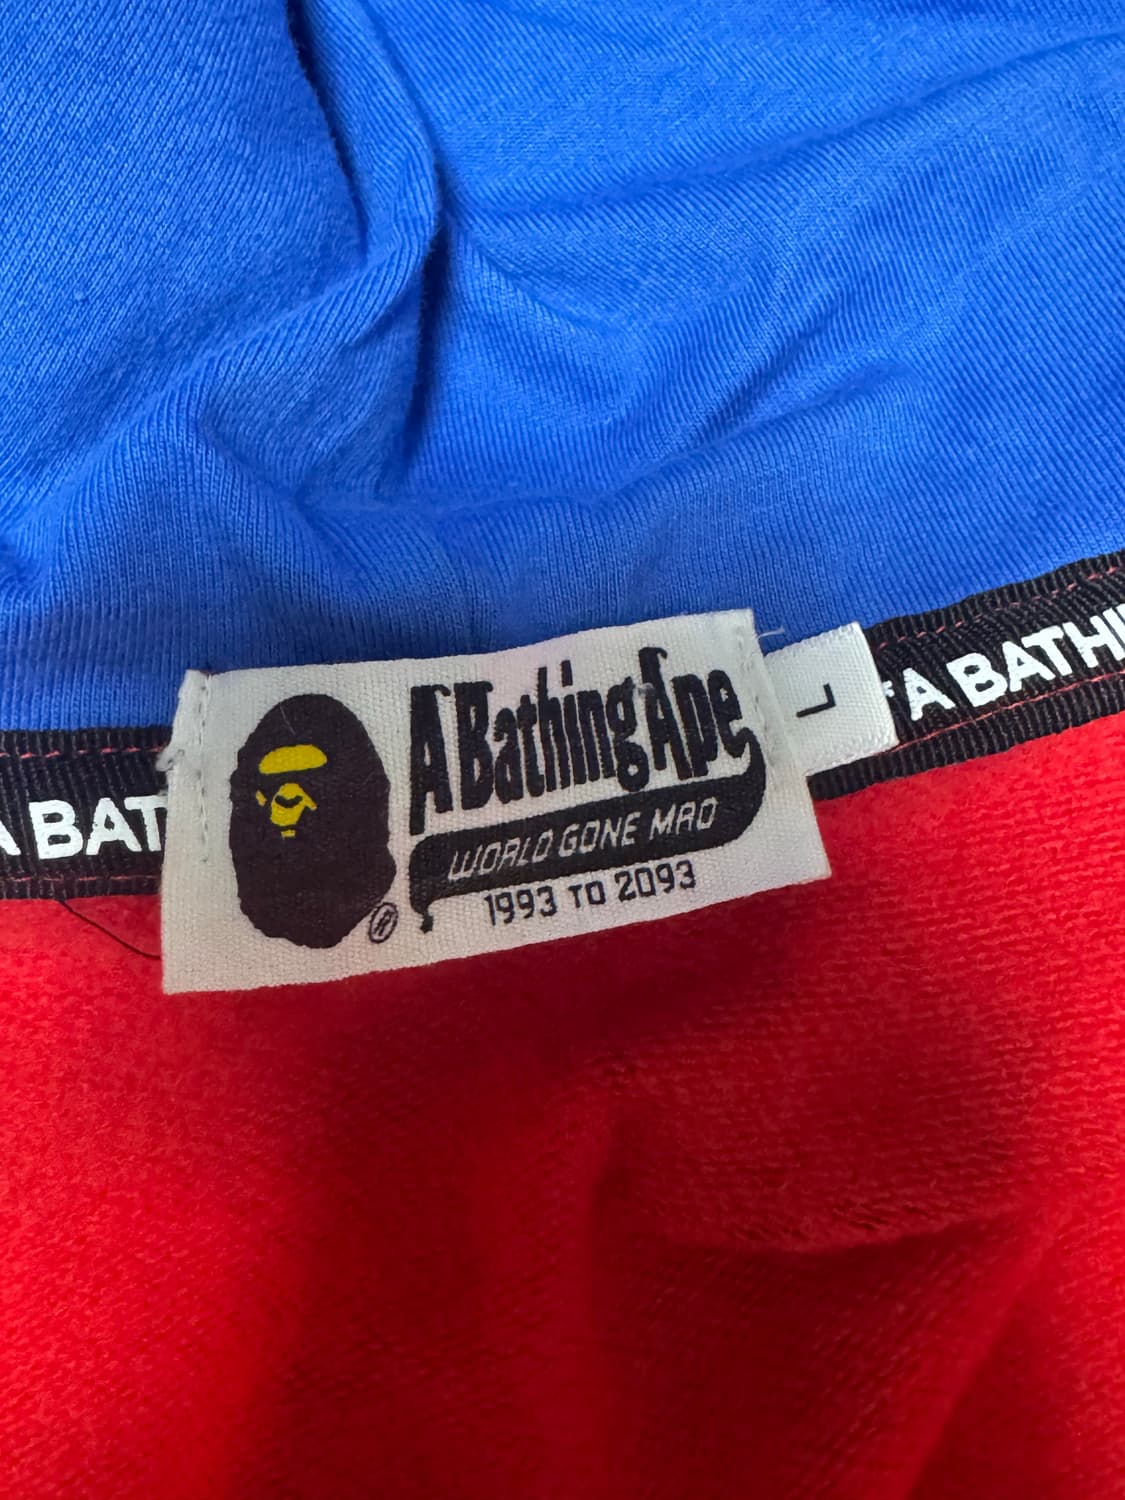 A Bathing Ape
WORLD GONE MAD
1993 TO 2093
®
L
A BAT
"A BATHI